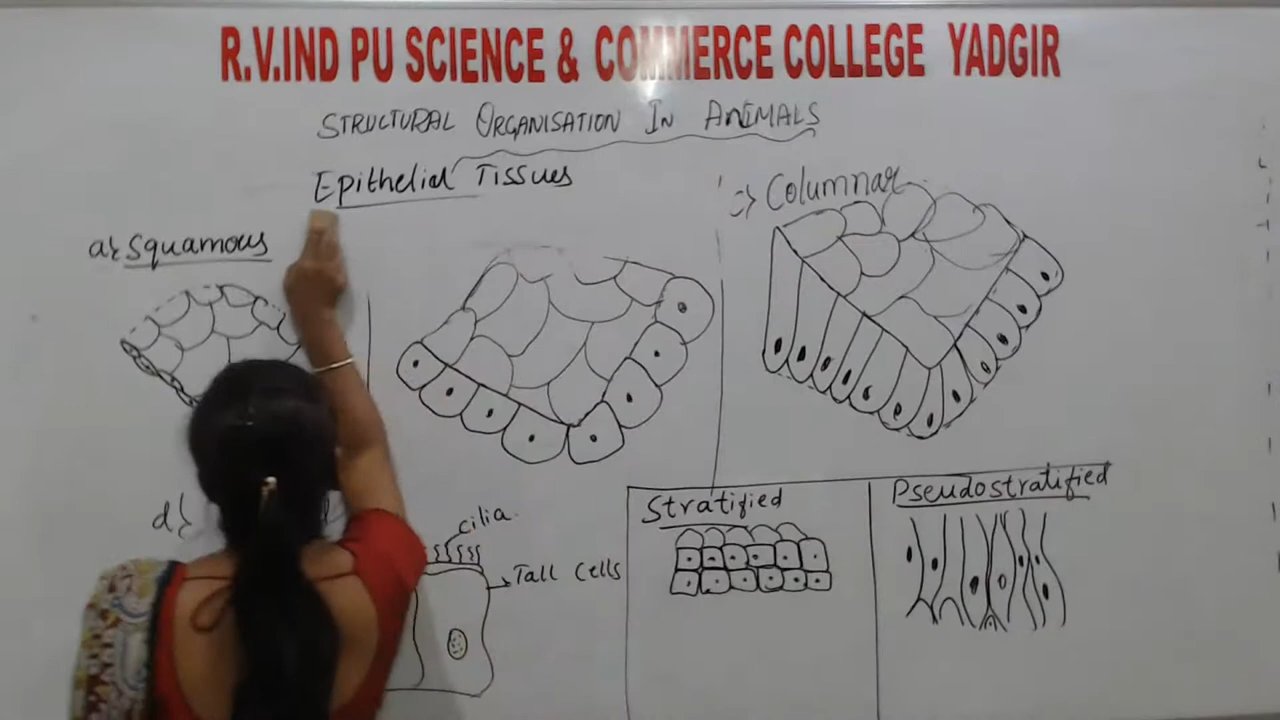 R.V.IND PU SCIENCE & COMMERCE COLLEGE YADGIR
STRUCTURAL ORGANISATION IN ANIMALS
Epithelial Tissues
a} Squamous
c} Columnar
d}
cilia
Tall cells
Stratified
Pseudostratified